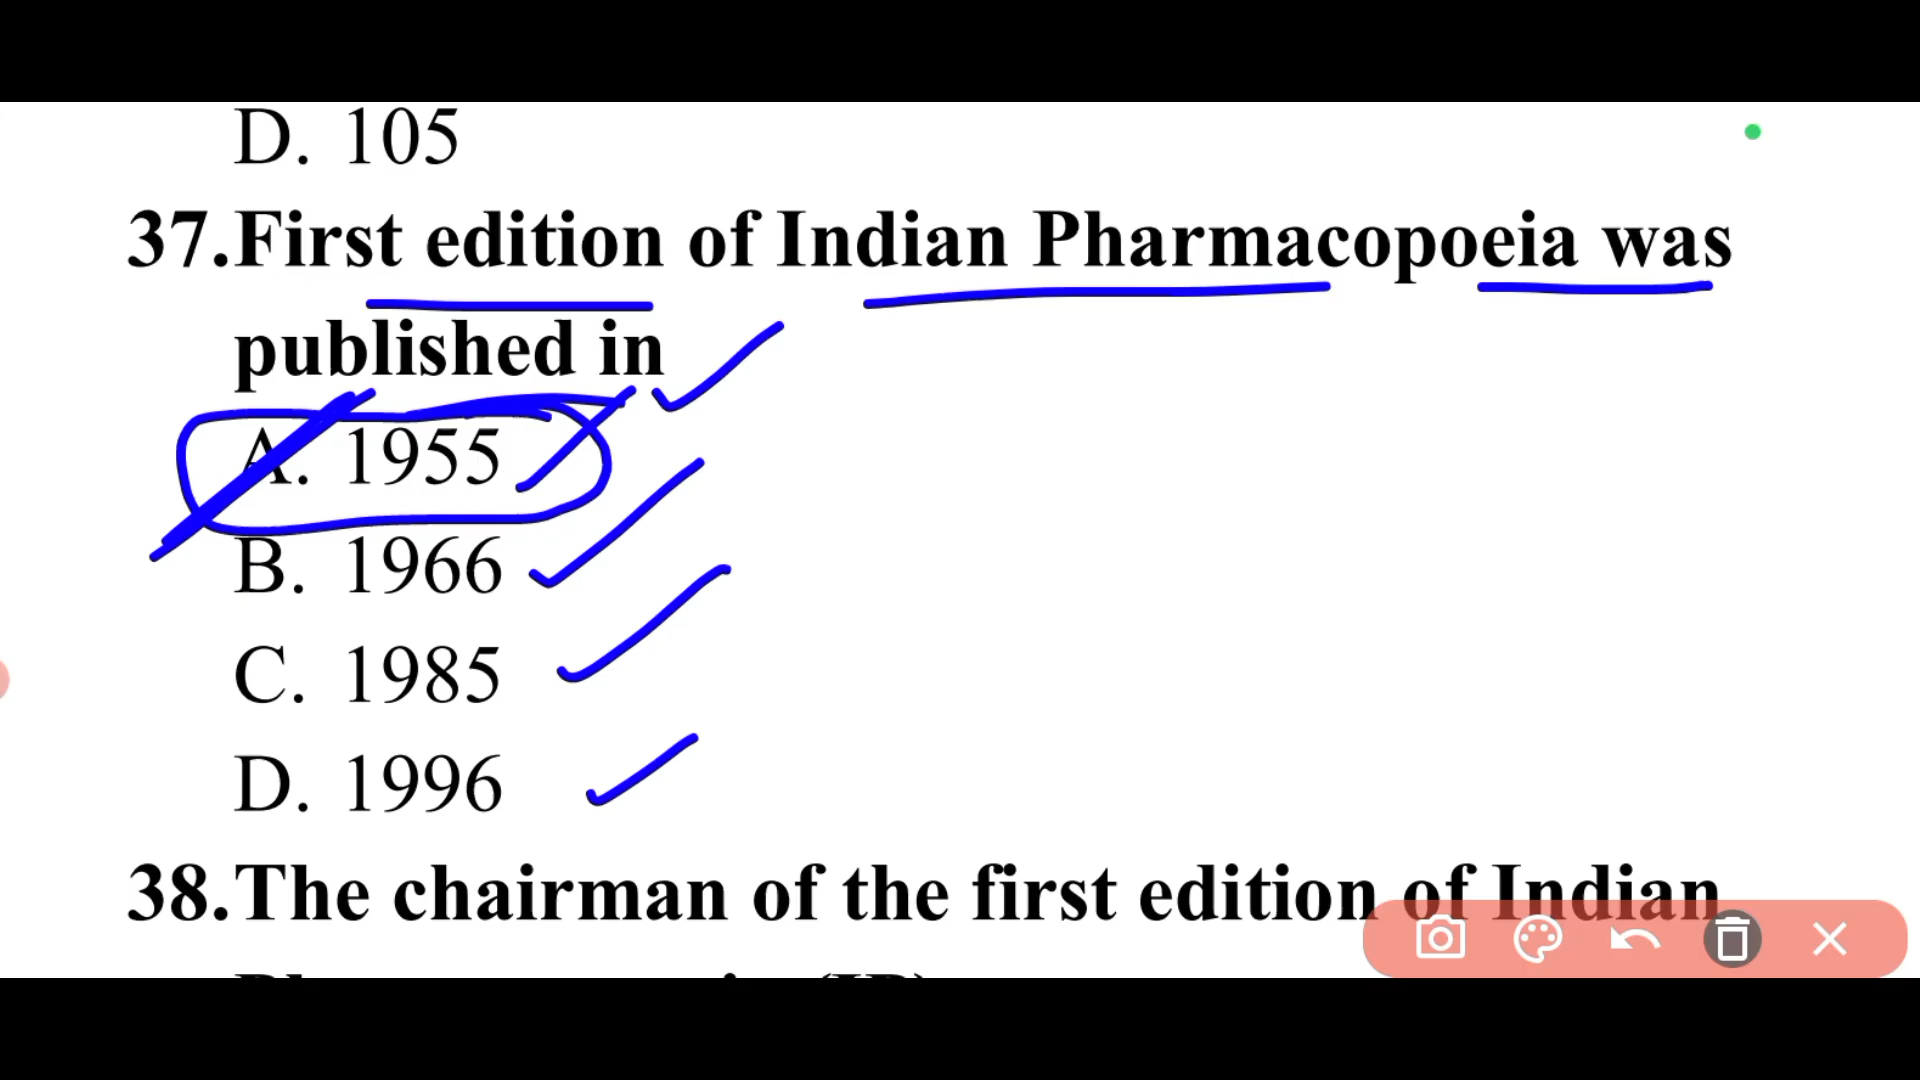 D. 105
37.First edition of Indian Pharmacopoeia was
published in
A. 1955
B. 1966
C. 1985
D. 1996
38.The chairman of the first edition of Indian